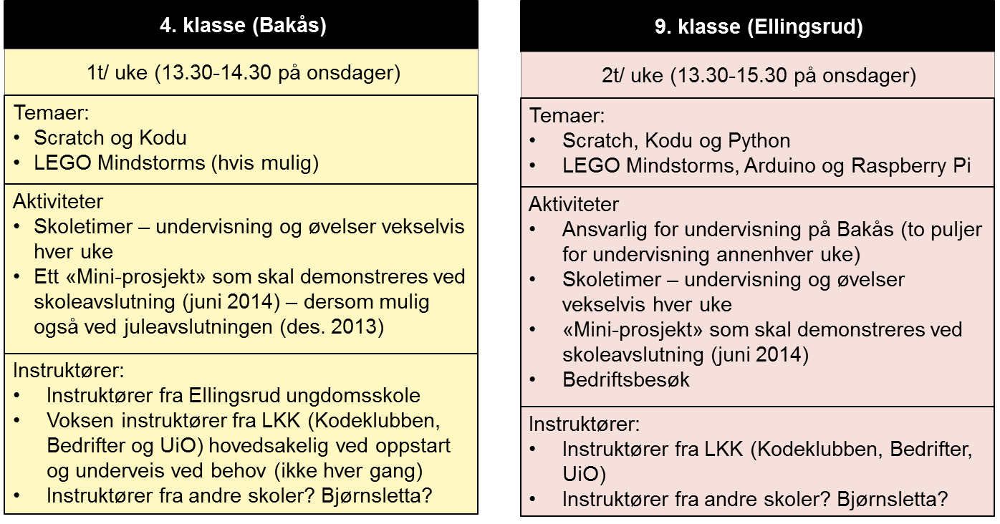 4. klasse (Bakås)
1t/ uke (13.30-14.30 på onsdager)
Temaer:
• Scratch og Kodu
• LEGO Mindstorms (hvis mulig)
Aktiviteter
• Skoletimer – undervisning og øvelser vekselvis
hver uke
• Ett «Mini-prosjekt» som skal demonstreres ved
skoleavslutning (juni 2014) – dersom mulig
også ved juleavslutningen (des. 2013)
Instruktører:
• Instruktører fra Ellingsrud ungdomsskole
• Voksen instruktører fra LKK (Kodeklubben,
Bedrifter og UiO) hovedsakelig ved oppstart
og underveis ved behov (ikke hver gang)
• Instruktører fra andre skoler? Bjørnsletta?
9. klasse (Ellingsrud)
2t/ uke (13.30-15.30 på onsdager)
Temaer:
• Scratch, Kodu og Python
• LEGO Mindstorms, Arduino og Raspberry Pi
Aktiviteter
• Ansvarlig for undervisning på Bakås (to puljer
for undervisning annenhver uke)
• Skoletimer – undervisning og øvelser
vekselvis hver uke
• «Mini-prosjekt» som skal demonstreres ved
skoleavslutning (juni 2014)
• Bedriftsbesøk
Instruktører:
• Instruktører fra LKK (Kodeklubben, Bedrifter,
UiO)
• Instruktører fra andre skoler? Bjørnsletta?